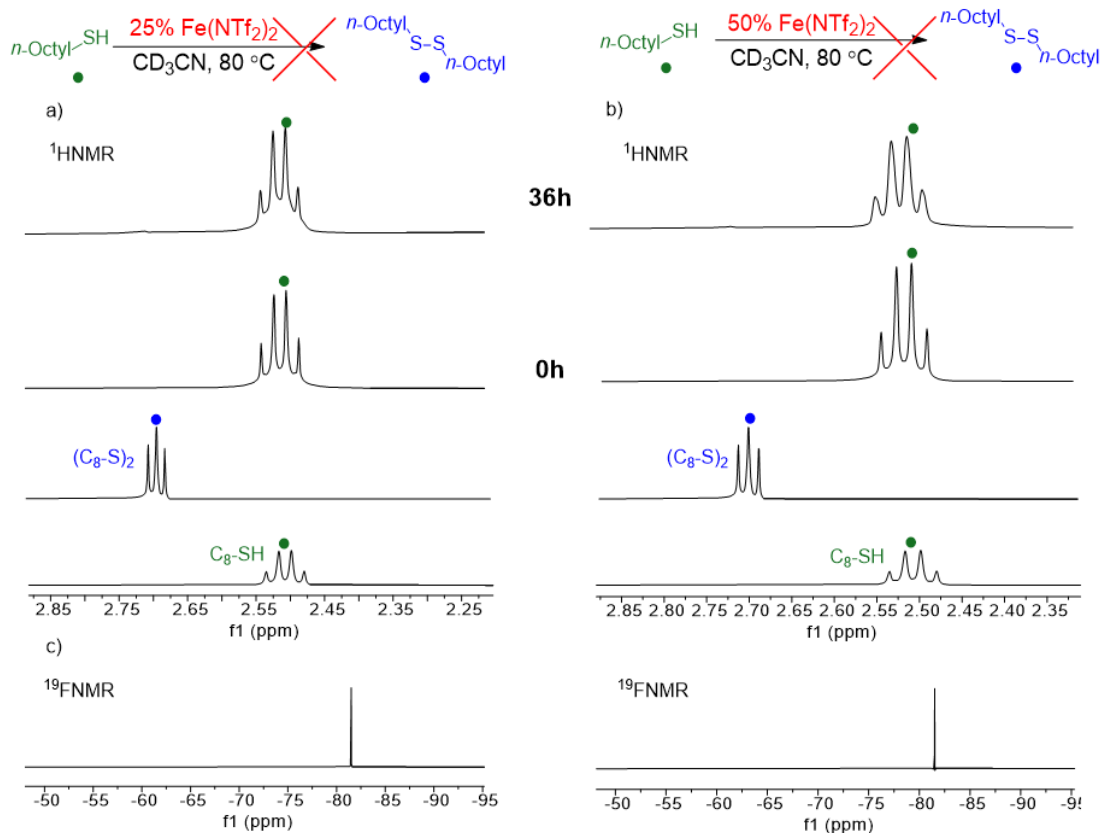 n-Octyl SH 25% Fe(NTf2)2 CD3CN, 80 °C n-Octyl S–S n-Octyl
n-Octyl SH 50% Fe(NTf2)2 CD3CN, 80 °C n-Octyl S–S n-Octyl
a)
b)
1HNMR
1HNMR
36h
0h
(C8-S)2
(C8-S)2
C8-SH
C8-SH
2.85 2.75 2.65 2.55 2.45 2.35 2.25
f1 (ppm)
2.85 2.80 2.75 2.70 2.65 2.60 2.55 2.50 2.45 2.40 2.35
f1 (ppm)
c)
19FNMR
19FNMR
-50 -55 -60 -65 -70 -75 -80 -85 -90 -95
f1 (ppm)
-50 -55 -60 -65 -70 -75 -80 -85 -90 -95
f1 (ppm)